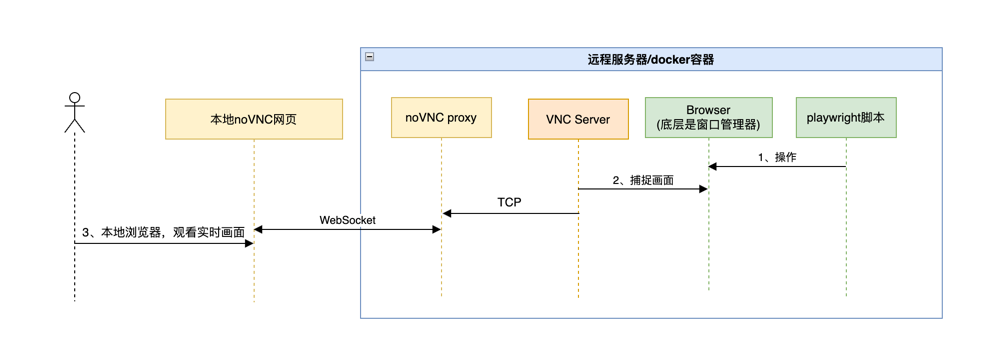 远程服务器/docker容器
本地noVNC网页
noVNC proxy
VNC Server
Browser
(底层是窗口管理器)
playwright脚本
1、操作
2、捕捉画面
TCP
WebSocket
3、本地浏览器，观看实时画面